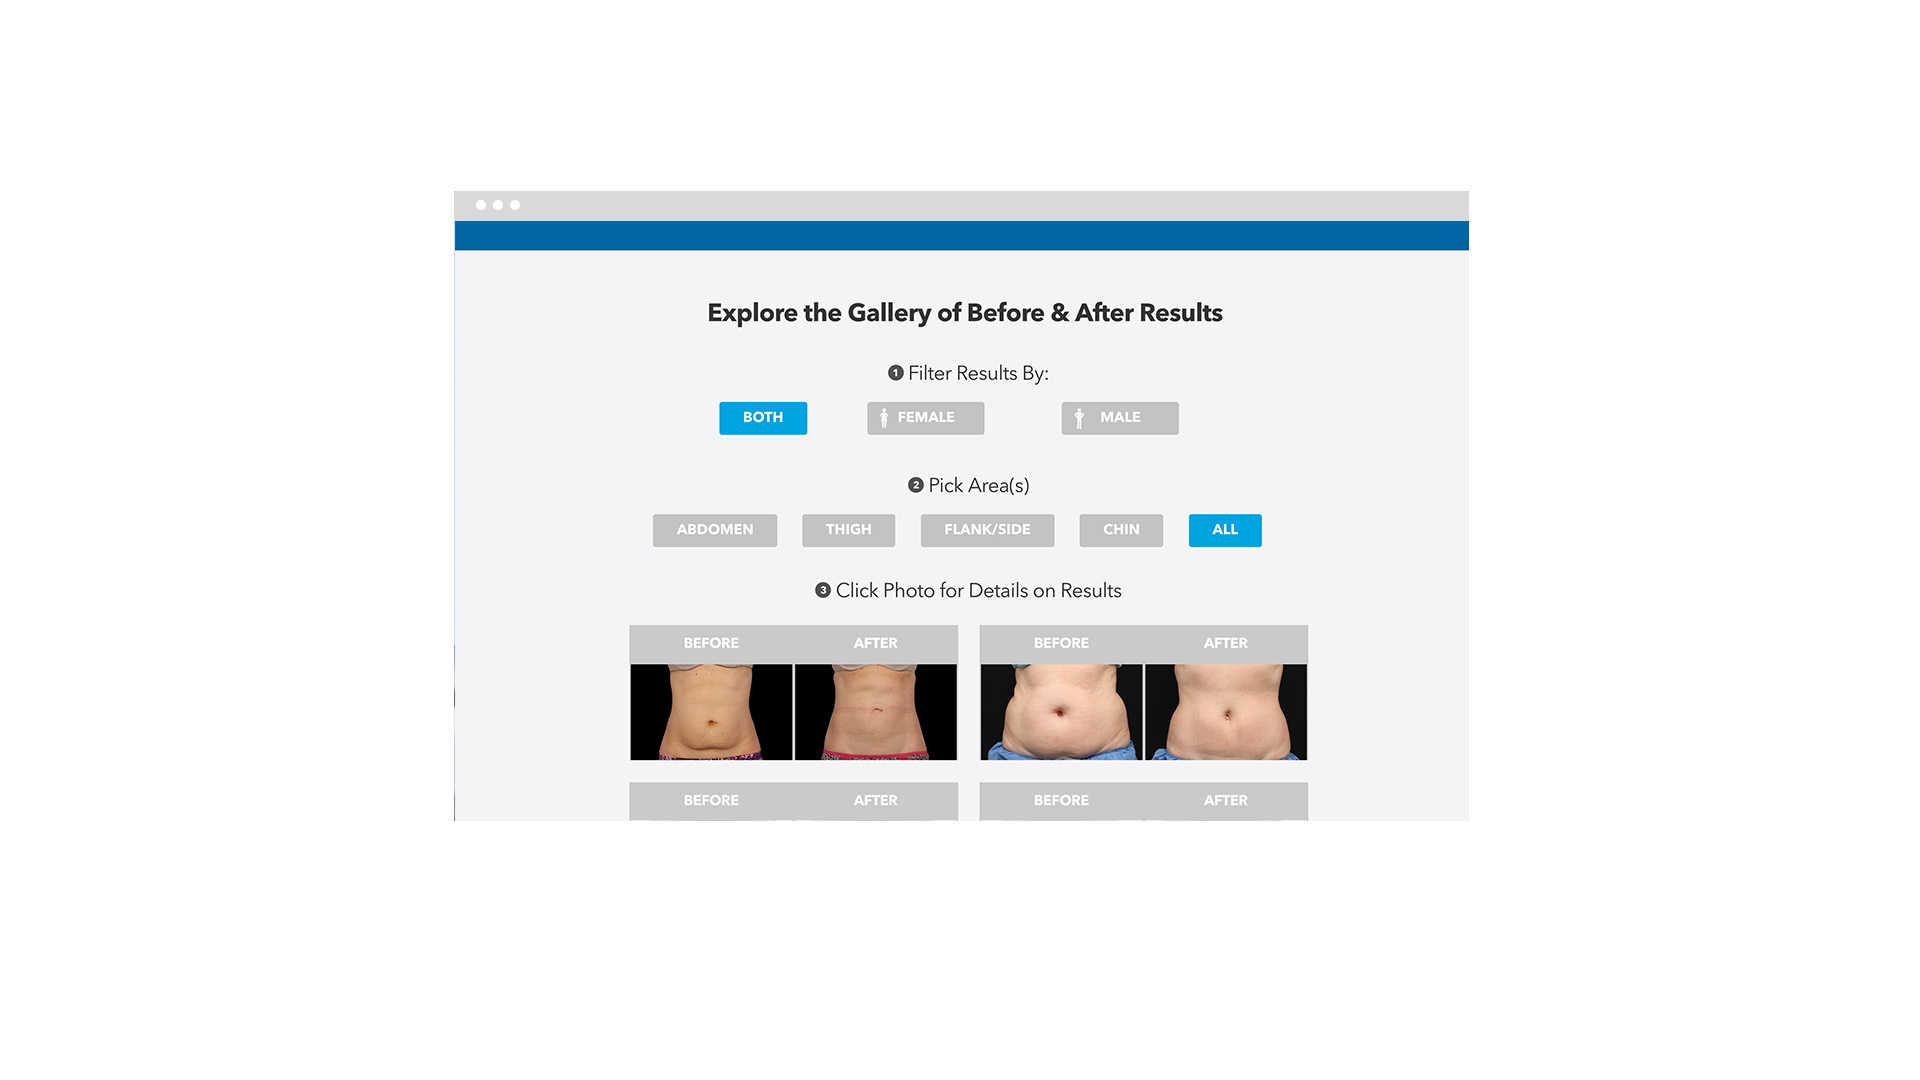 Explore the Gallery of Before & After Results
1 Filter Results By:
BOTH FEMALE MALE
2 Pick Area(s)
ABDOMEN THIGH FLANK/SIDE CHIN ALL
3 Click Photo for Details on Results
BEFORE AFTER BEFORE AFTER
BEFORE AFTER BEFORE AFTER